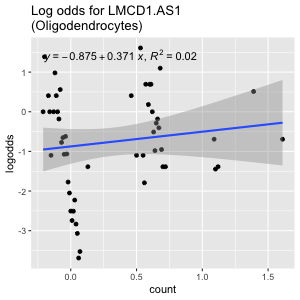 Log odds for LMCD1.AS1
(Oligodendrocytes)
y = −0.875 + 0.371 x, R² = 0.02
logodds
1
0
-1
-2
-3
0.0 0.5 1.0 1.5
count